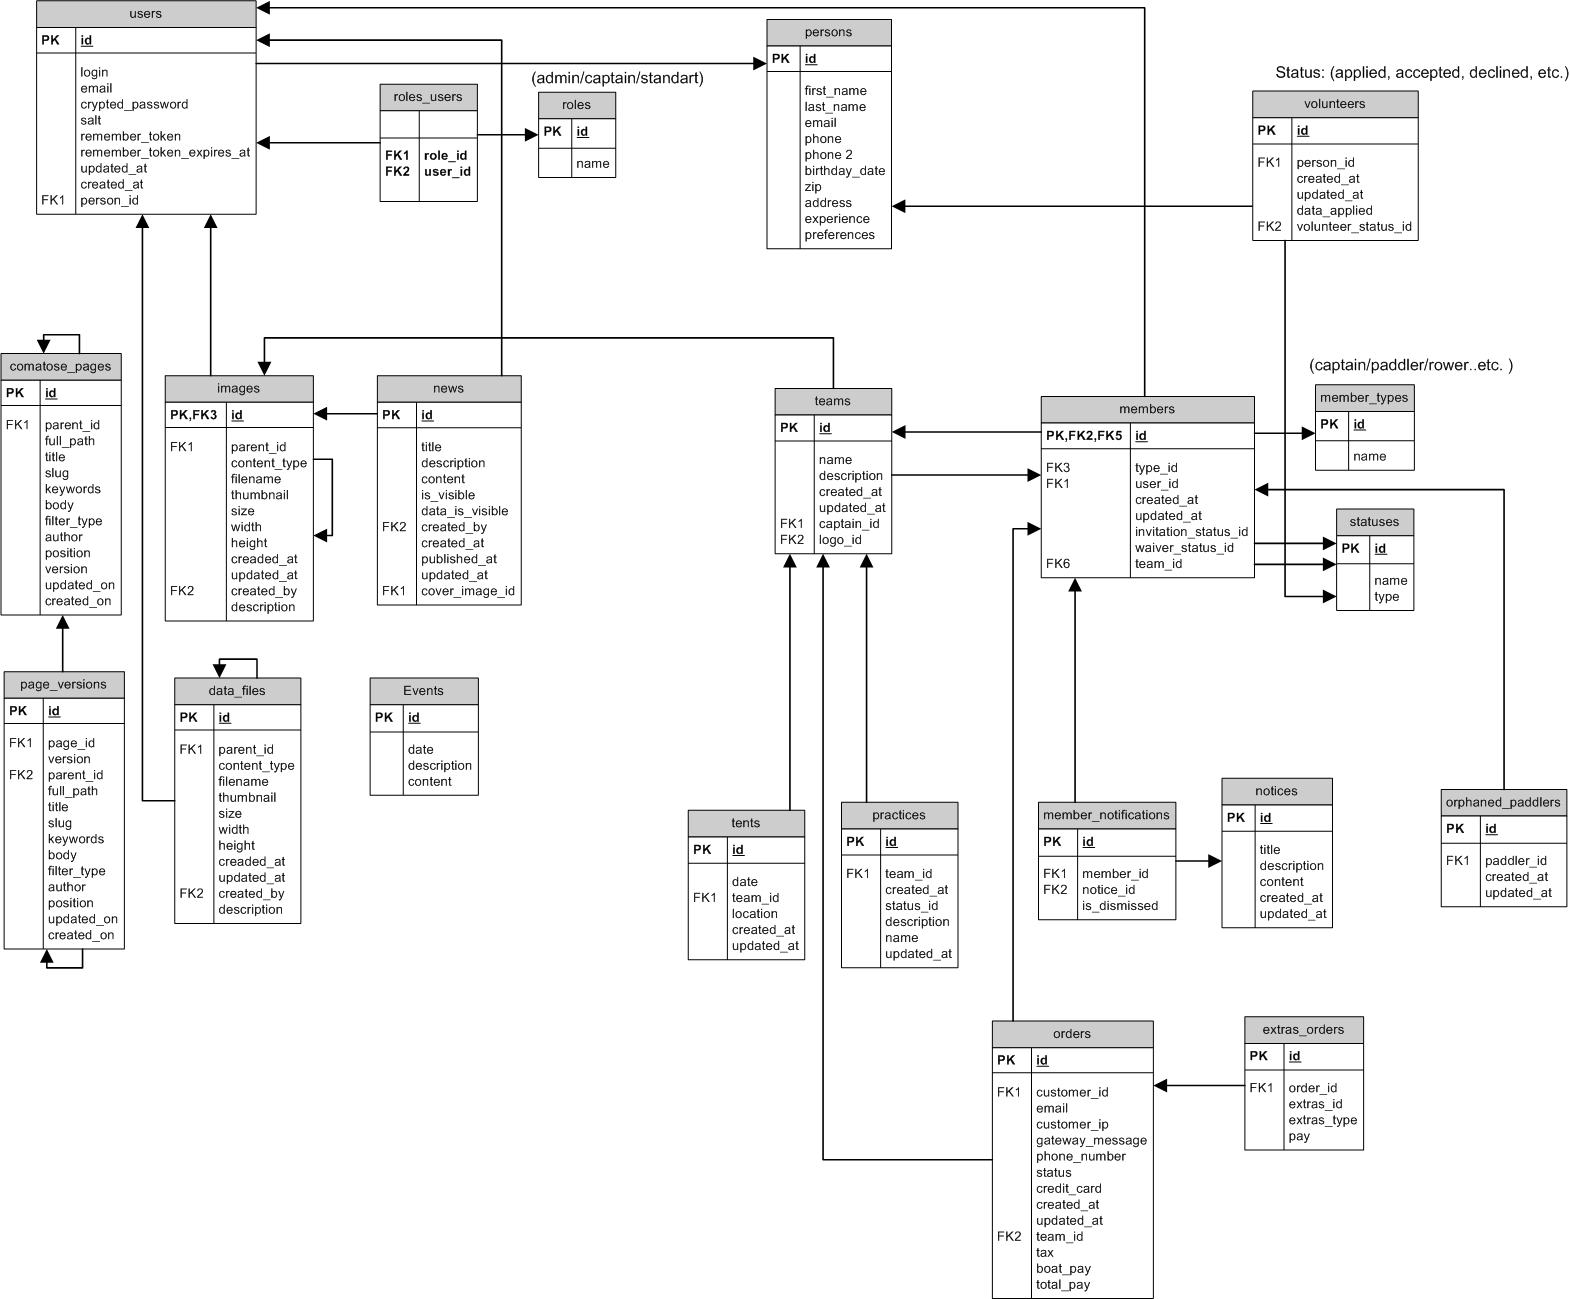 users
PK id
login
email
crypted_password
salt
remember_token
remember_token_expires_at
updated_at
created_at
FK1 person_id
roles_users
FK1 role_id
FK2 user_id
(admin/captain/standart)
roles
PK id
name
persons
PK id
first_name
last_name
email
phone
phone 2
birthday_date
zip
address
experience
preferences
Status: (applied, accepted, declined, etc.)
volunteers
PK id
FK1 person_id
created_at
updated_at
data_applied
FK2 volunteer_status_id
comatose_pages
PK id
FK1 parent_id
full_path
title
slug
keywords
body
filter_type
author
position
version
updated_on
created_on
images
PK,FK3 id
FK1 parent_id
content_type
filename
thumbnail
size
width
height
creaded_at
updated_at
FK2 created_by
description
news
PK id
title
description
content
is_visible
data_is_visible
FK2 created_by
created_at
published_at
updated_at
FK1 cover_image_id
teams
PK id
name
description
created_at
updated_at
FK1 captain_id
FK2 logo_id
members
PK,FK2,FK5 id
FK3 type_id
FK1 user_id
created_at
updated_at
invitation_status_id
waiver_status_id
FK6 team_id
(captain/paddler/rower..etc. )
member_types
PK id
name
statuses
PK id
name
type
page_versions
PK id
FK1 page_id
version
FK2 parent_id
full_path
title
slug
keywords
body
filter_type
author
position
updated_on
created_on
data_files
PK id
FK1 parent_id
content_type
filename
thumbnail
size
width
height
creaded_at
updated_at
FK2 created_by
description
Events
PK id
date
description
content
tents
PK id
date
FK1 team_id
location
created_at
updated_at
practices
PK id
FK1 team_id
created_at
status_id
description
name
updated_at
member_notifications
PK id
FK1 member_id
FK2 notice_id
is_dismissed
notices
PK id
title
description
content
created_at
updated_at
orphaned_paddlers
PK id
FK1 paddler_id
created_at
updated_at
orders
PK id
FK1 customer_id
email
customer_ip
gateway_message
phone_number
status
credit_card
created_at
updated_at
FK2 team_id
tax
boat_pay
total_pay
extras_orders
PK id
FK1 order_id
extras_id
extras_type
pay